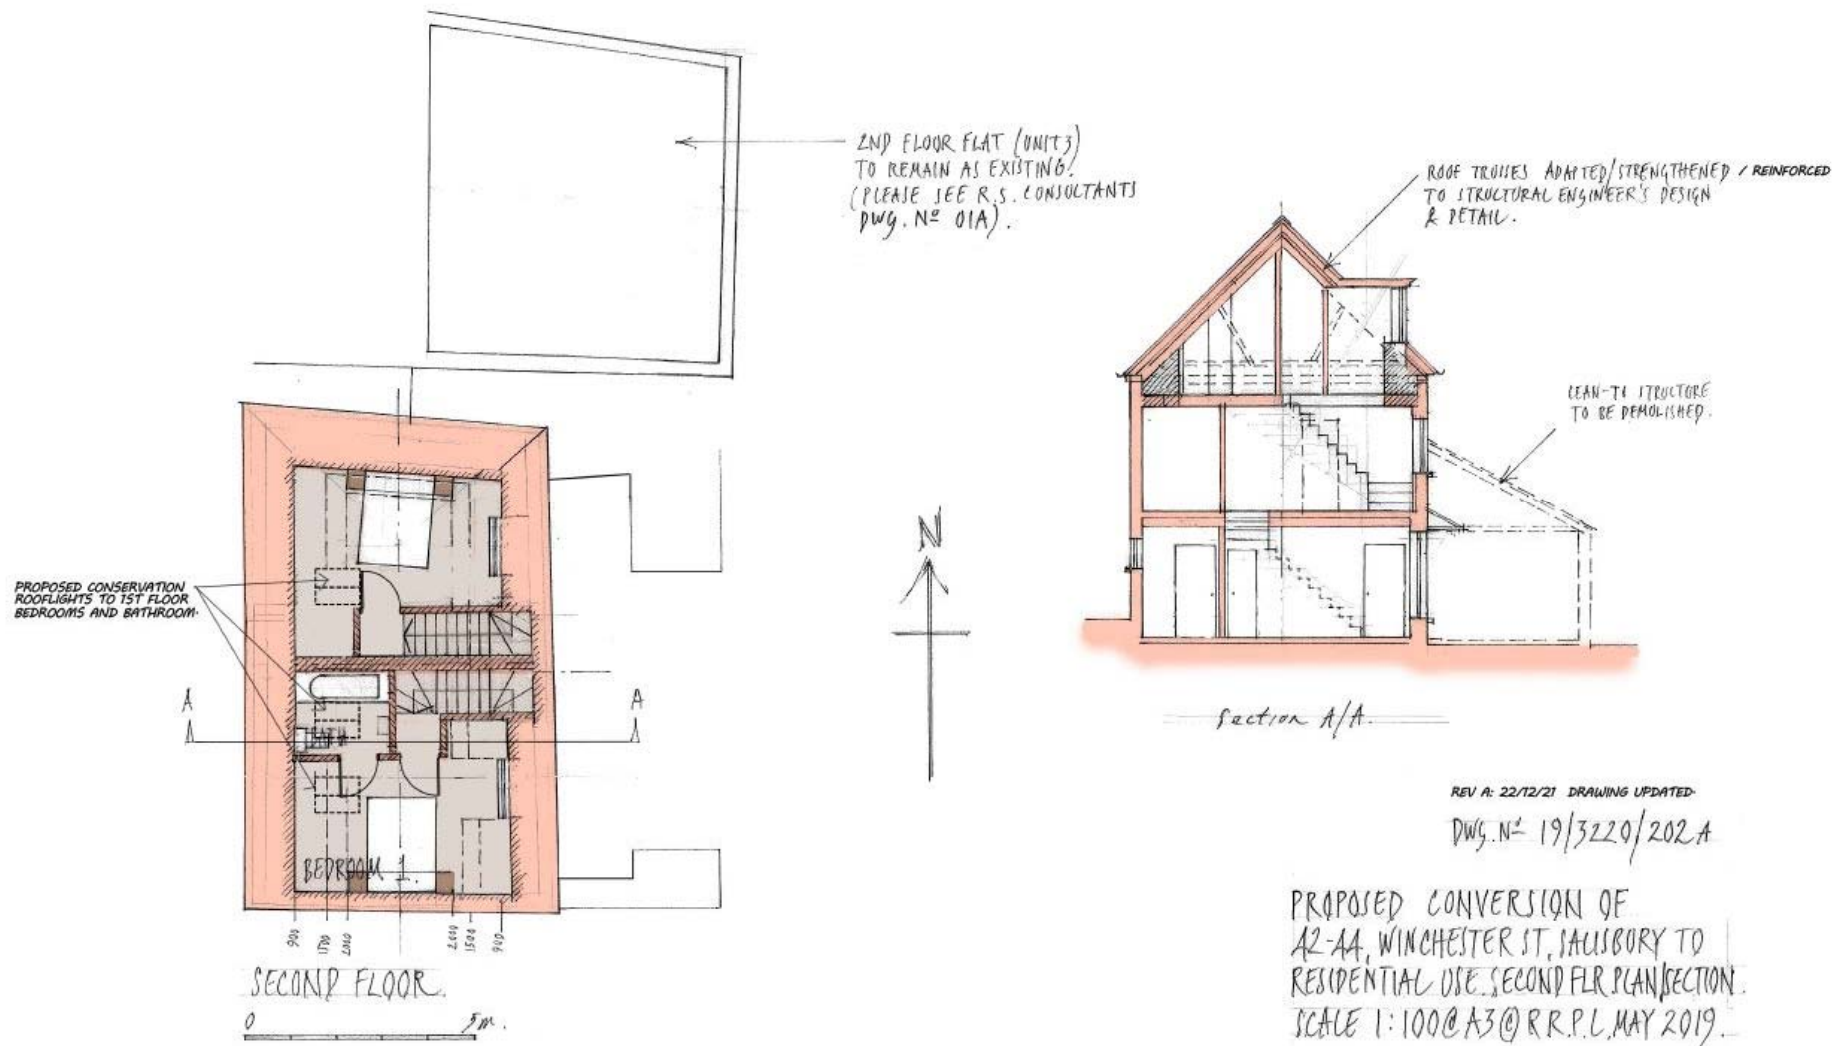 2ND FLOOR FLAT (UNIT 3)
TO REMAIN AS EXISTING.
(PLEASE SEE R.S. CONSULTANTS
DWG. Nº 01A).
ROOF TRUSSES ADAPTED/STRENGTHENED / REINFORCED
TO STRUCTURAL ENGINEER'S DESIGN
& DETAIL.
LEAN-TO STRUCTURE
TO BE DEMOLISHED.
PROPOSED CONSERVATION
ROOFLIGHTS TO 1ST FLOOR
BEDROOMS AND BATHROOM.
N
A
A
BATH
BEDROOM 1.
900
1500
2000
2000
1500
900
SECOND FLOOR.
0
5m.
Section A/A.
REV A: 22/12/21 DRAWING UPDATED.
DWG. Nº 19/3220/202A
PROPOSED CONVERSION OF
42-44, WINCHESTER ST, SALISBURY TO
RESIDENTIAL USE. SECOND FLR PLAN/SECTION.
SCALE 1:100@A3@R.R.P.L. MAY 2019.